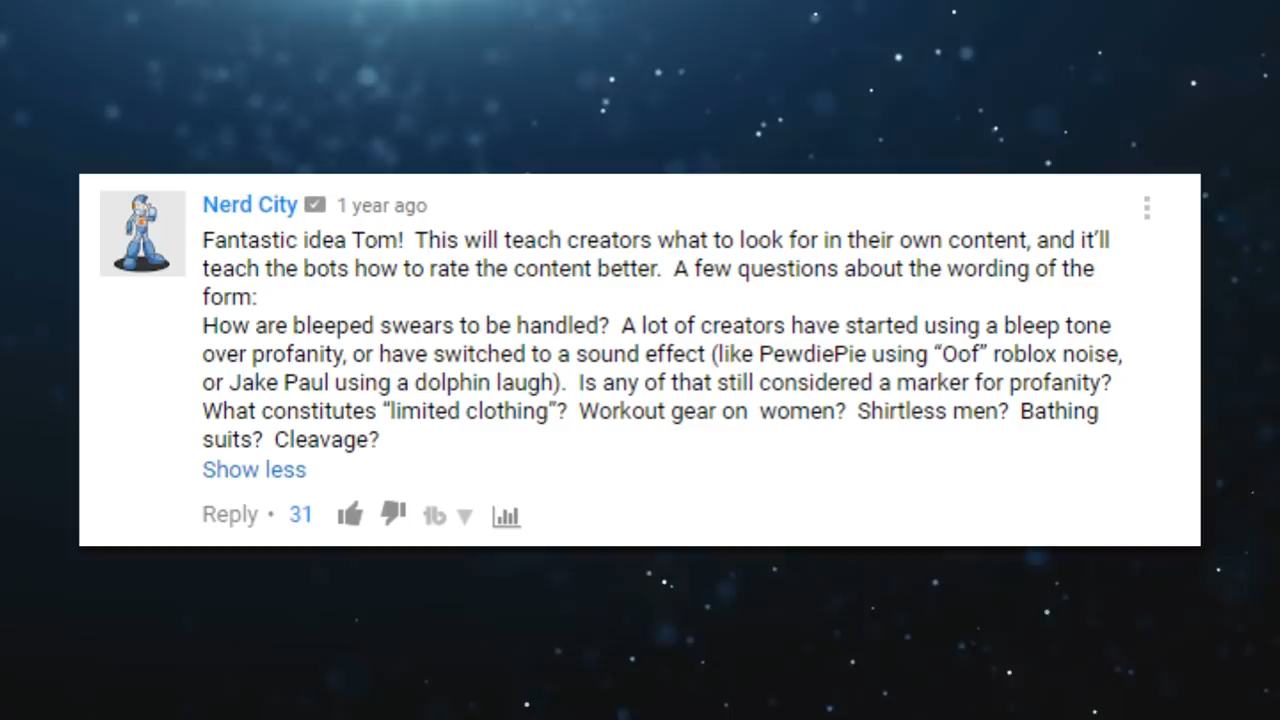 Nerd City 1 year ago
Fantastic idea Tom!  This will teach creators what to look for in their own content, and it’ll
teach the bots how to rate the content better.  A few questions about the wording of the
form:
How are bleeped swears to be handled?  A lot of creators have started using a bleep tone
over profanity, or have switched to a sound effect (like PewdiePie using “Oof” roblox noise,
or Jake Paul using a dolphin laugh).  Is any of that still considered a marker for profanity?
What constitutes “limited clothing”?  Workout gear on  women?  Shirtless men?  Bathing
suits?  Cleavage?
Show less
Reply • 31 tb